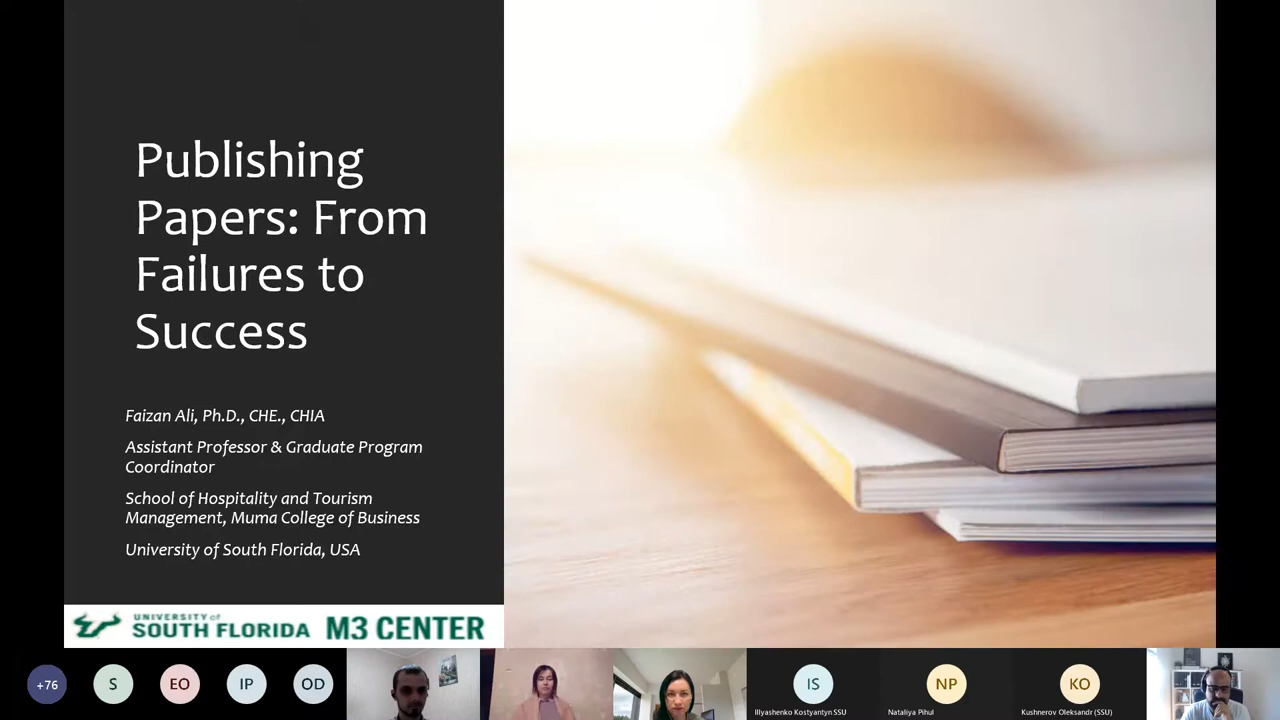 Publishing
Papers: From
Failures to
Success
Faizan Ali, Ph.D., CHE., CHIA
Assistant Professor & Graduate Program
Coordinator
School of Hospitality and Tourism
Management, Muma College of Business
University of South Florida, USA
UNIVERSITY of
SOUTH FLORIDA
M3 CENTER
+76
S
EO
IP
OD
IS
NP
KO
Illyashenko Kostyantyn SSU
Nataliya Pihul
Kushnerov Oleksandr (SSU)